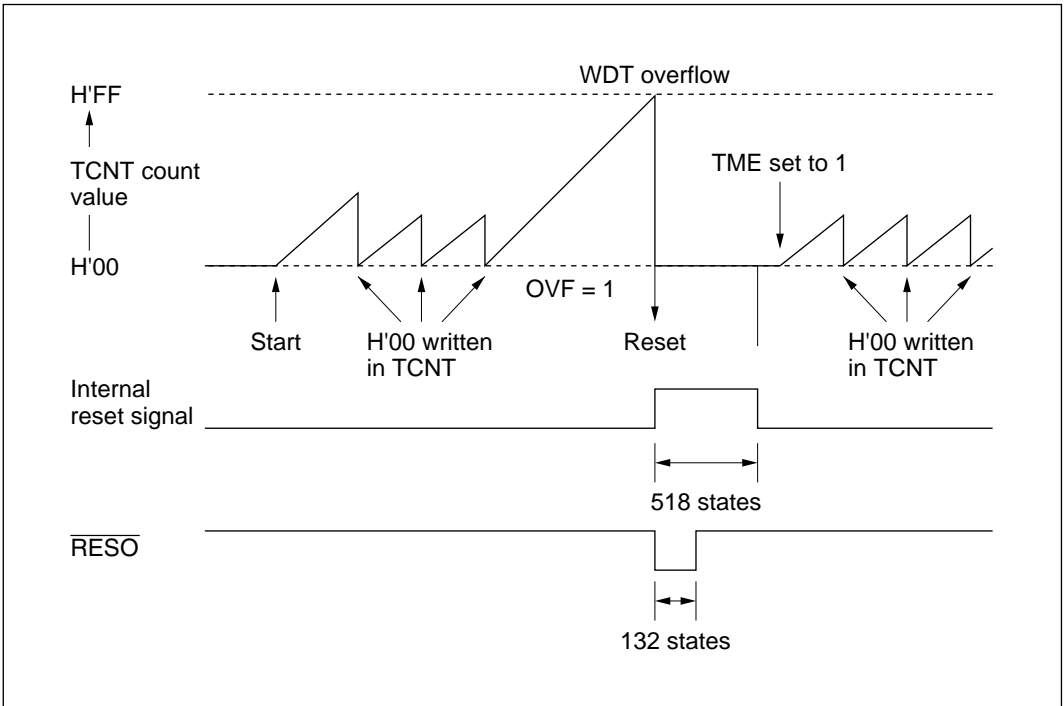 WDT overflow
H'FF
TCNT count
value
TME set to 1
H'00
OVF = 1
Start
H'00 written
in TCNT
Reset
H'00 written
in TCNT
Internal
reset signal
518 states
RESO
132 states